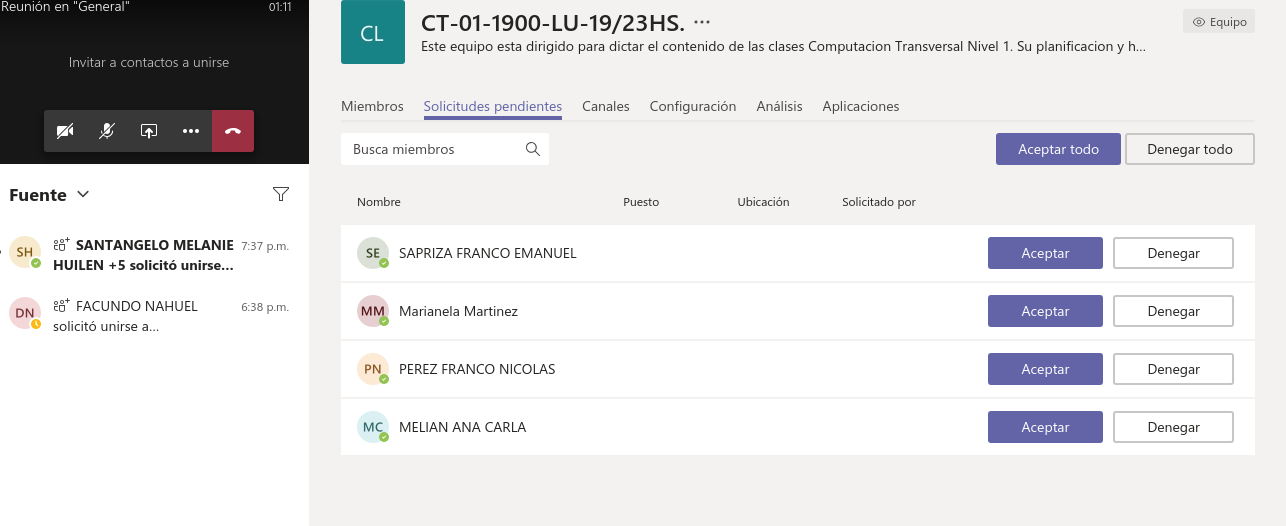 Reunión en "General"
01:11
Invitar a contactos a unirse
Fuente
SH
SANTANGELO MELANIE
7:37 p.m.
HUILEN +5 solicitó unirse...
DN
FACUNDO NAHUEL
6:38 p.m.
solicitó unirse a...
CL
CT-01-1900-LU-19/23HS. ...
Equipo
Este equipo esta dirigido para dictar el contenido de las clases Computacion Transversal Nivel 1. Su planificacion y h...
Miembros Solicitudes pendientes Canales Configuración Análisis Aplicaciones
Busca miembros
Aceptar todo Denegar todo
Nombre Puesto Ubicación Solicitado por
SE SAPRIZA FRANCO EMANUEL Aceptar Denegar
MM Marianela Martinez Aceptar Denegar
PN PEREZ FRANCO NICOLAS Aceptar Denegar
MC MELIAN ANA CARLA Aceptar Denegar